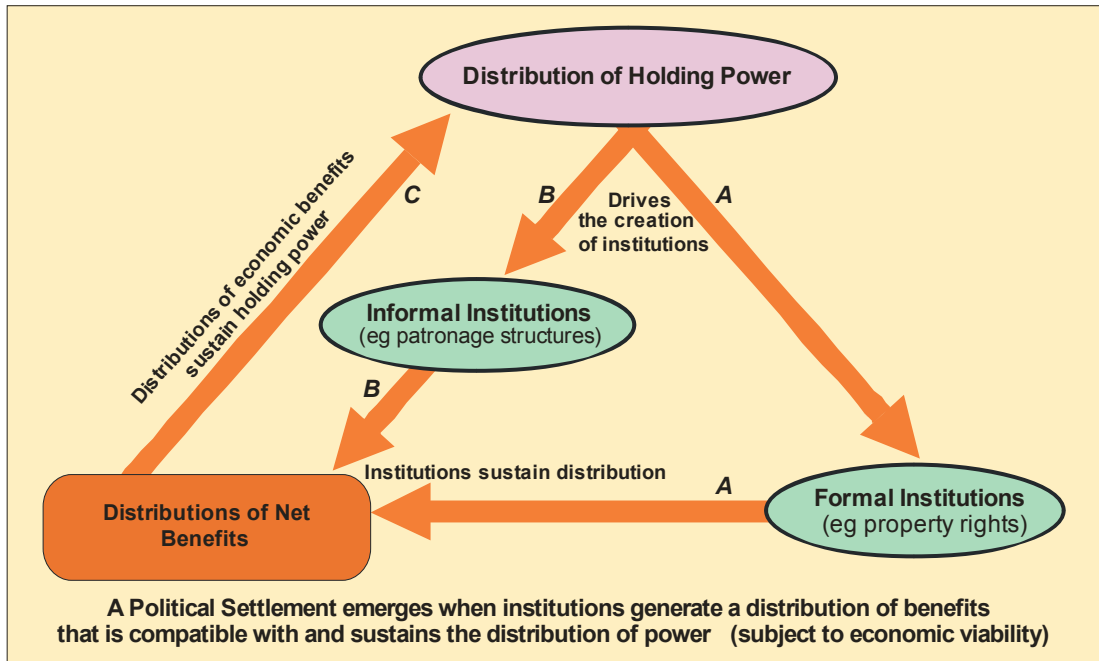 Distribution of Holding Power
Distributions of economic benefits
sustain holding power
C
B
Drives
the creation
of institutions
A
Informal Institutions
(eg patronage structures)
B
Institutions sustain distribution
A
Formal Institutions
(eg property rights)
Distributions of Net
Benefits
A Political Settlement emerges when institutions generate a distribution of benefits
that is compatible with and sustains the distribution of power (subject to economic viability)